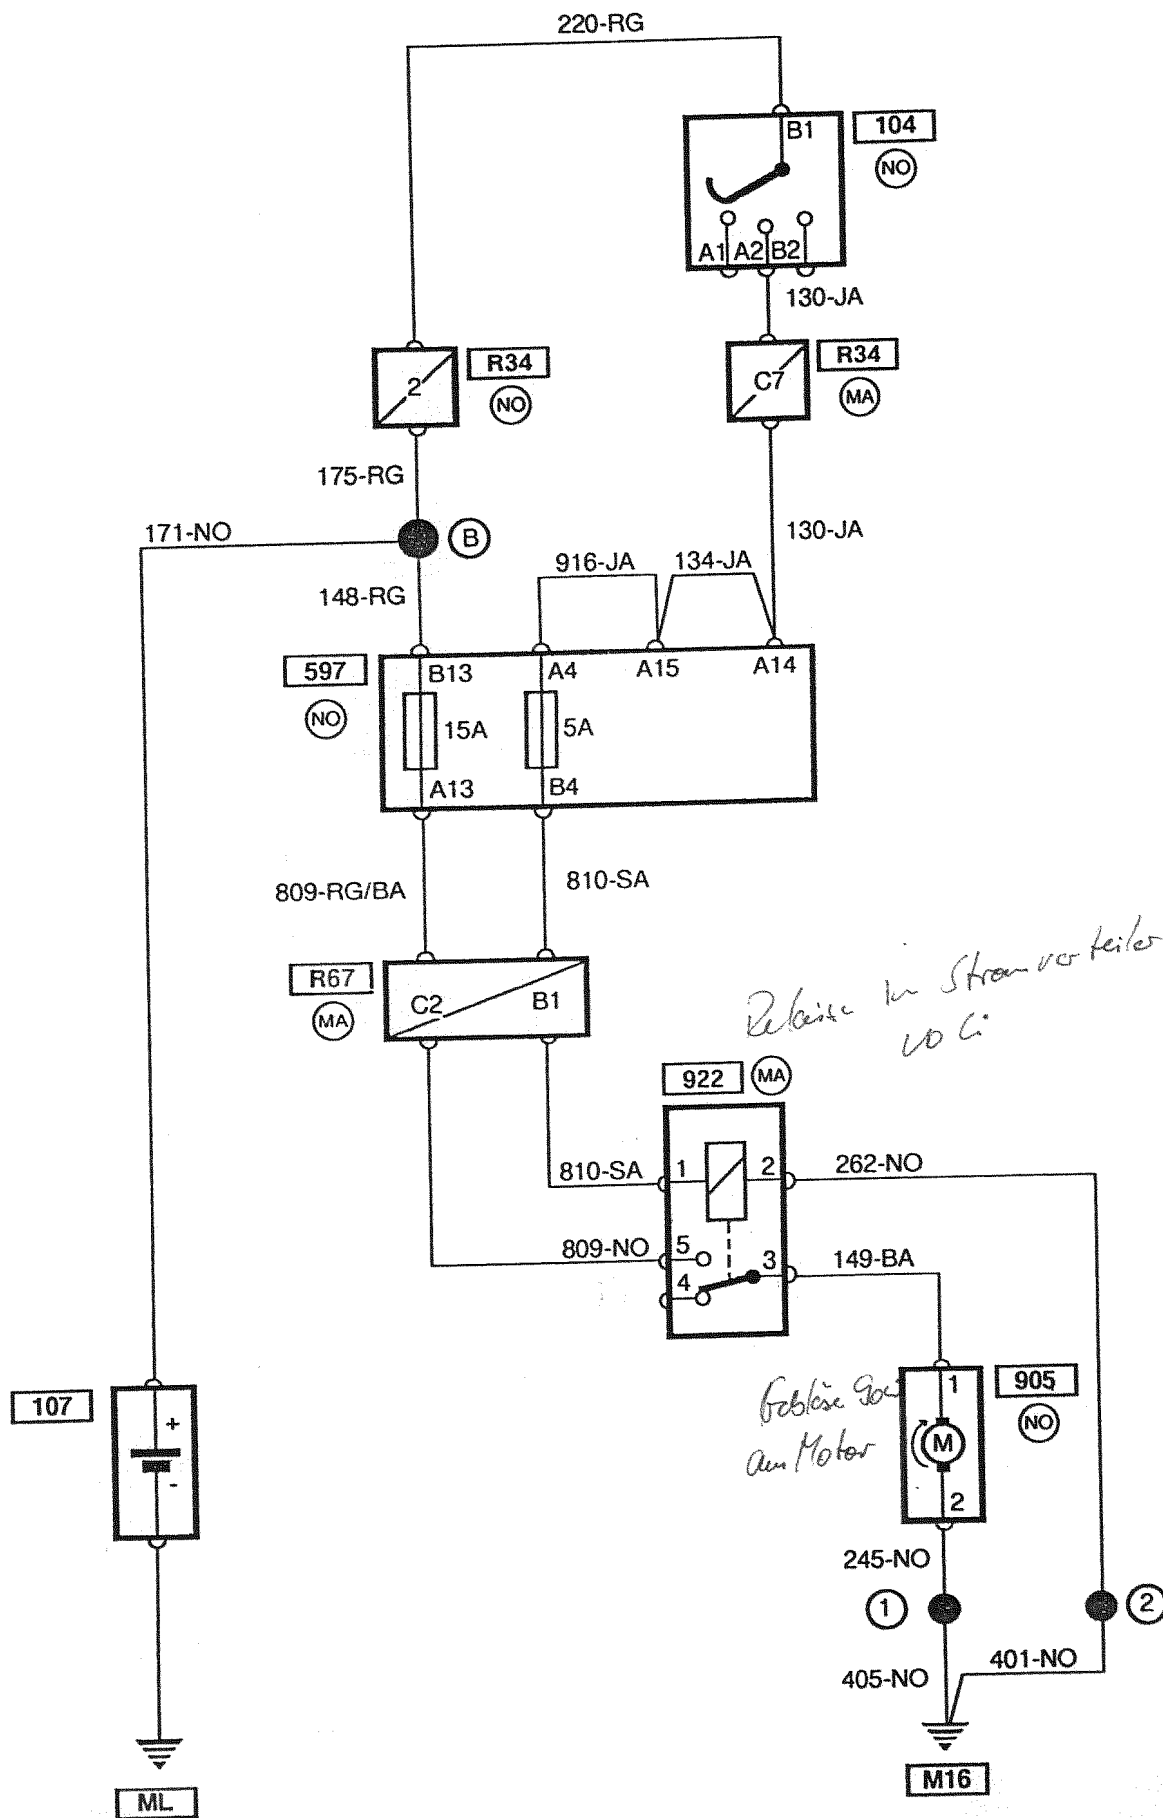 220-RG
B1
104
NO
A1 A2 B2
130-JA
2
R34
NO
C7
R34
MA
175-RG
171-NO
B
130-JA
916-JA
134-JA
148-RG
597
NO
B13
A4
A15
A14
15A
5A
A13
B4
809-RG/BA
810-SA
R67
MA
C2
B1
in Stromverteiler
922
MA
810-SA
1
2
262-NO
809-NO
5
4
3
149-BA
107
+
-
Gebläse
am Motor
1
905
NO
M
2
245-NO
1
2
405-NO
401-NO
ML
M16